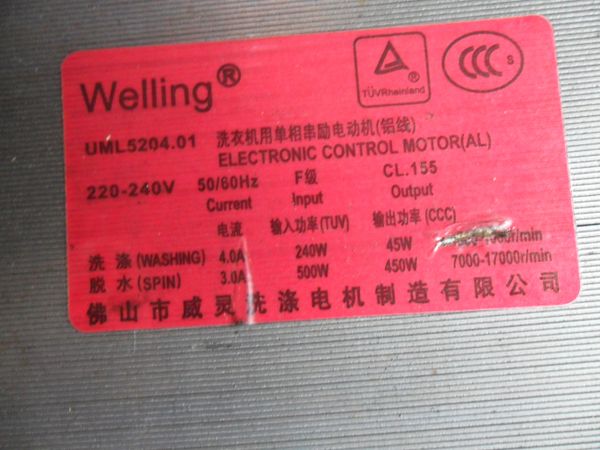 Welling®
TÜVRheinland ®
CCC S
UML5204.01 洗衣机用单相串励电动机(铝线)
ELECTRONIC CONTROL MOTOR(AL)
220-240V 50/60Hz F级 CL.155
Current Input Output
电流 输入功率(TUV) 输出功率(CCC)
洗 涤 (WASHING) 4.0A 240W 45W r/min
脱 水 (SPIN) 3.0A 500W 450W 7000-17000r/min
佛山市威灵洗涤电机制造有限公司